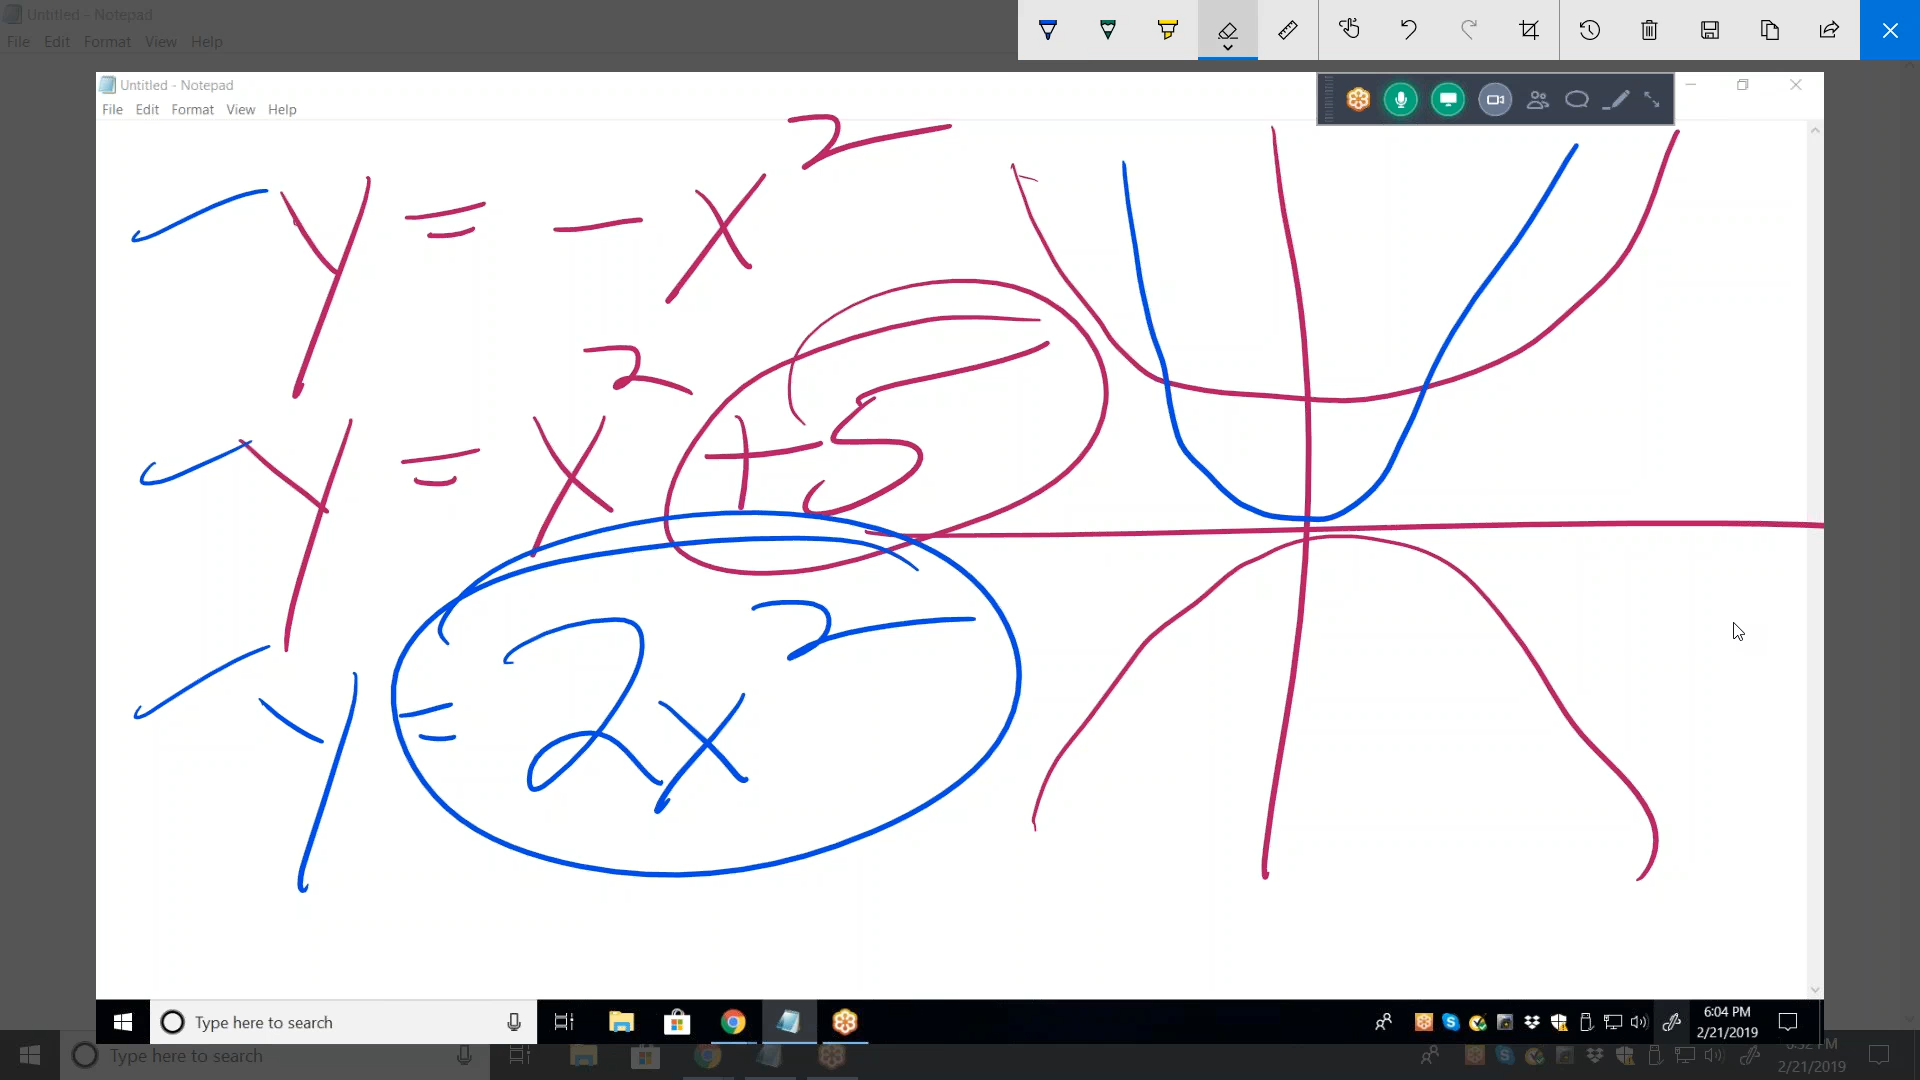 Untitled - Notepad
File Edit Format View Help
Untitled - Notepad
File Edit Format View Help
y = - x²
y = x² + 5
y = 2x²
Type here to search
6:04 PM
2/21/2019
Type here to search
PM
2/21/2019